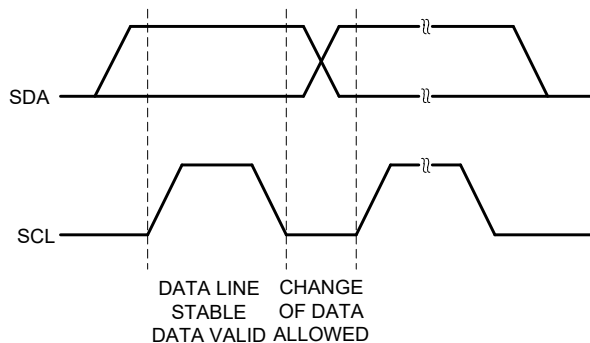 SDA
SCL
DATA LINE
STABLE
DATA VALID
CHANGE
OF DATA
ALLOWED